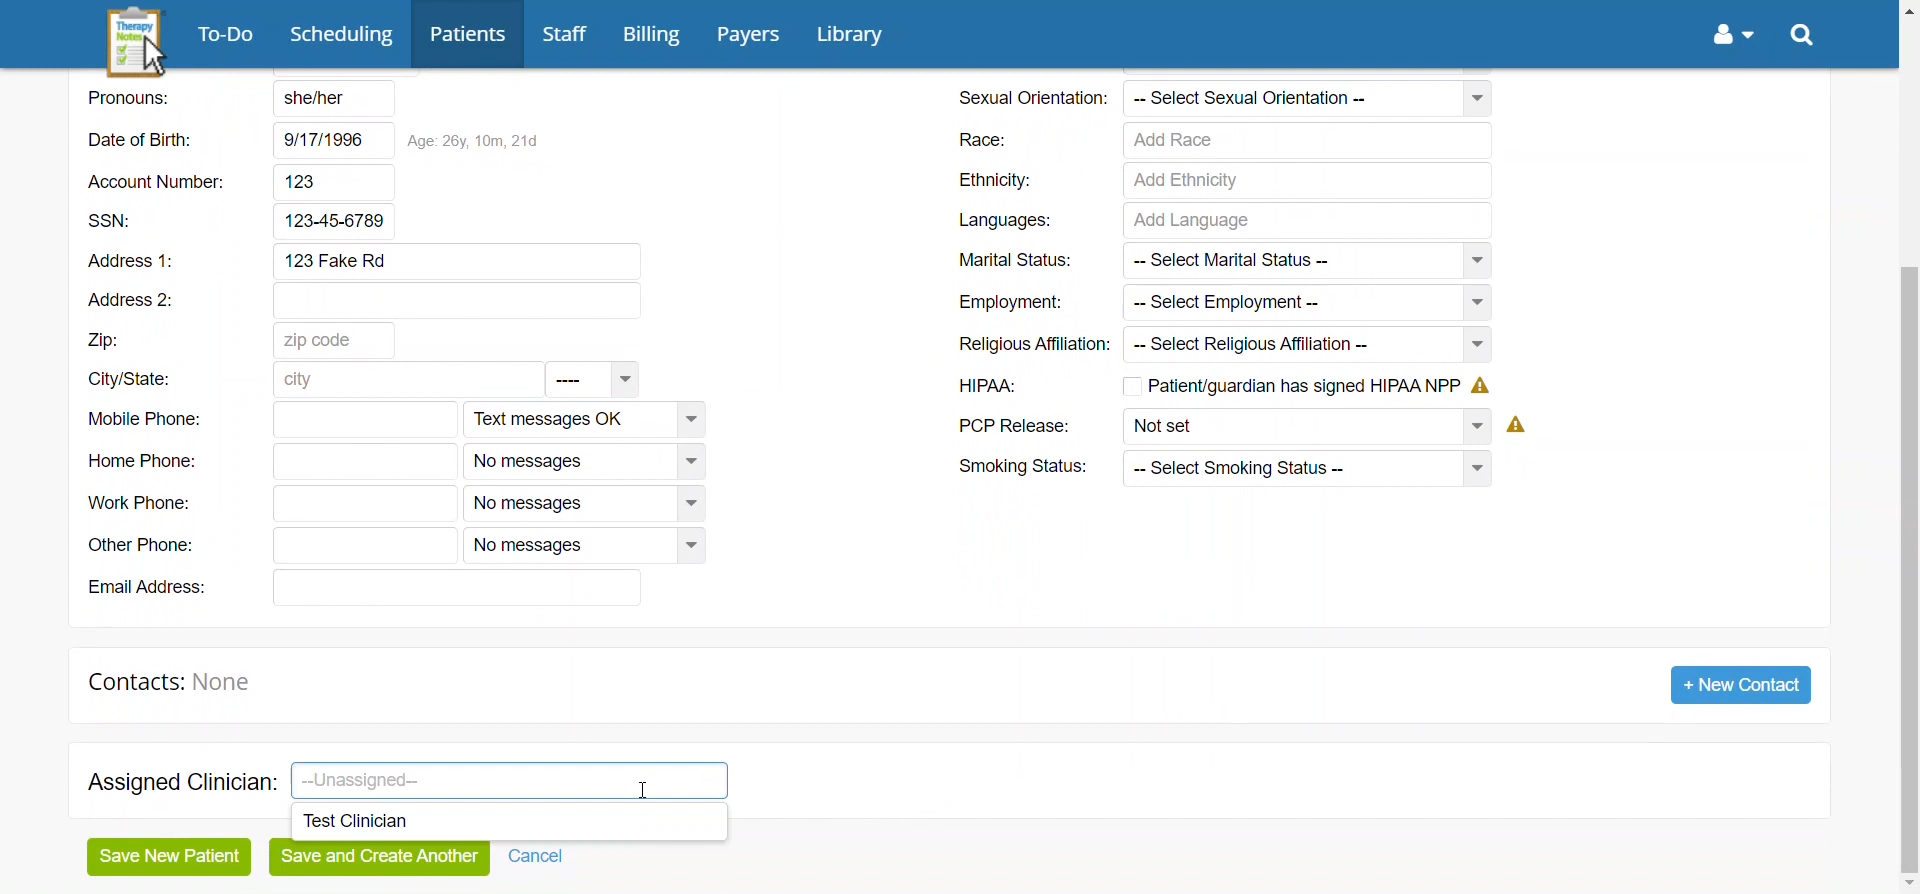 Therapy Notes To-Do Scheduling Patients Staff Billing Payers Library
Pronouns: she/her
Date of Birth: 9/17/1996 Age: 26y, 10m, 21d
Account Number: 123
SSN: 123-45-6789
Address 1: 123 Fake Rd
Address 2:
Zip: zip code
City/State: city ----
Mobile Phone: Text messages OK
Home Phone: No messages
Work Phone: No messages
Other Phone: No messages
Email Address:
Sexual Orientation: -- Select Sexual Orientation --
Race: Add Race
Ethnicity: Add Ethnicity
Languages: Add Language
Marital Status: -- Select Marital Status --
Employment: -- Select Employment --
Religious Affiliation: -- Select Religious Affiliation --
HIPAA: Patient/guardian has signed HIPAA NPP
PCP Release: Not set
Smoking Status: -- Select Smoking Status --
Contacts: None + New Contact
Assigned Clinician: --Unassigned--
Test Clinician
Save New Patient Save and Create Another Cancel